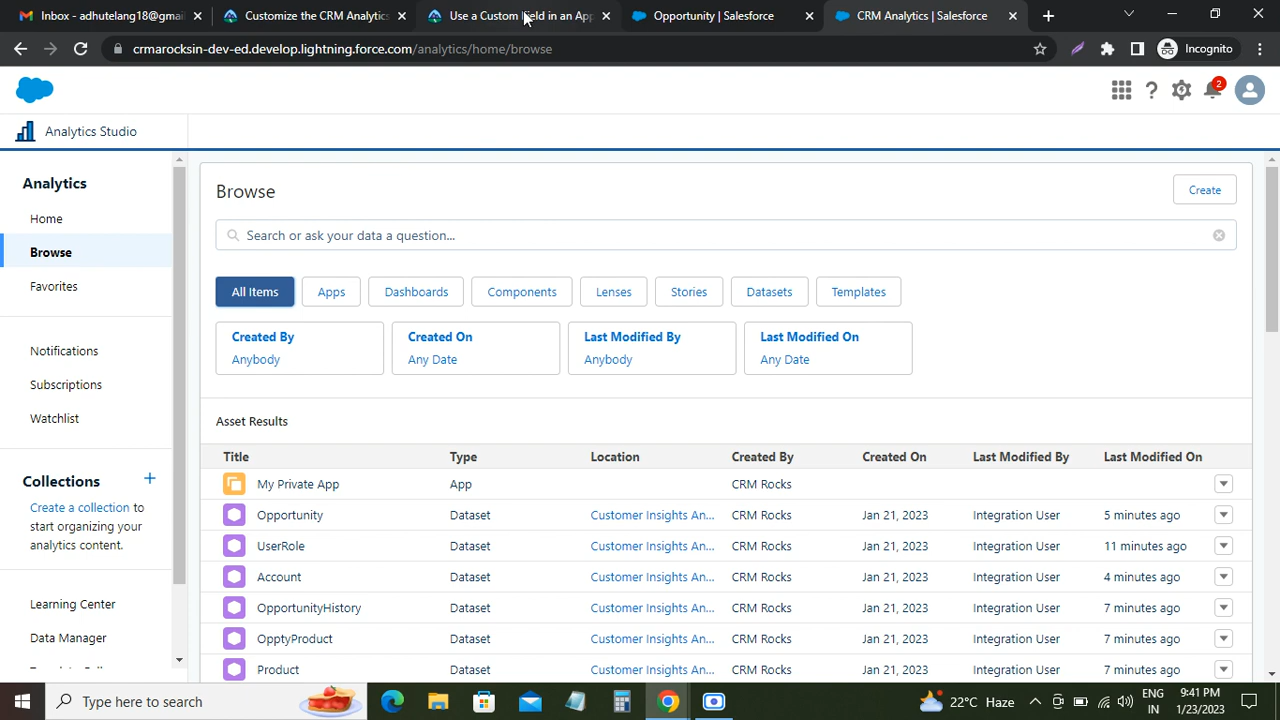 Inbox - adhutelang18@gmai
Customize the CRM Analytics
Use a Custom Field in an App
Opportunity | Salesforce
CRM Analytics | Salesforce
crmarocksin-dev-ed.develop.lightning.force.com/analytics/home/browse
Incognito
2
Analytics Studio
Analytics
Home
Browse
Favorites
Notifications
Subscriptions
Watchlist
Collections
Create a collection to
start organizing your
analytics content.
Learning Center
Data Manager
Browse
Create
Search or ask your data a question...
All Items
Apps
Dashboards
Components
Lenses
Stories
Datasets
Templates
Created By
Anybody
Created On
Any Date
Last Modified By
Anybody
Last Modified On
Any Date
Asset Results
Title Type Location Created By Created On Last Modified By Last Modified On
My Private App App CRM Rocks
Opportunity Dataset Customer Insights An... CRM Rocks Jan 21, 2023 Integration User 5 minutes ago
UserRole Dataset Customer Insights An... CRM Rocks Jan 21, 2023 Integration User 11 minutes ago
Account Dataset Customer Insights An... CRM Rocks Jan 21, 2023 Integration User 4 minutes ago
OpportunityHistory Dataset Customer Insights An... CRM Rocks Jan 21, 2023 Integration User 7 minutes ago
OpptyProduct Dataset Customer Insights An... CRM Rocks Jan 21, 2023 Integration User 7 minutes ago
Product Dataset Customer Insights An... CRM Rocks Jan 21, 2023 Integration User 7 minutes ago
Type here to search
22°C Haze
ENG
IN
9:41 PM
1/23/2023